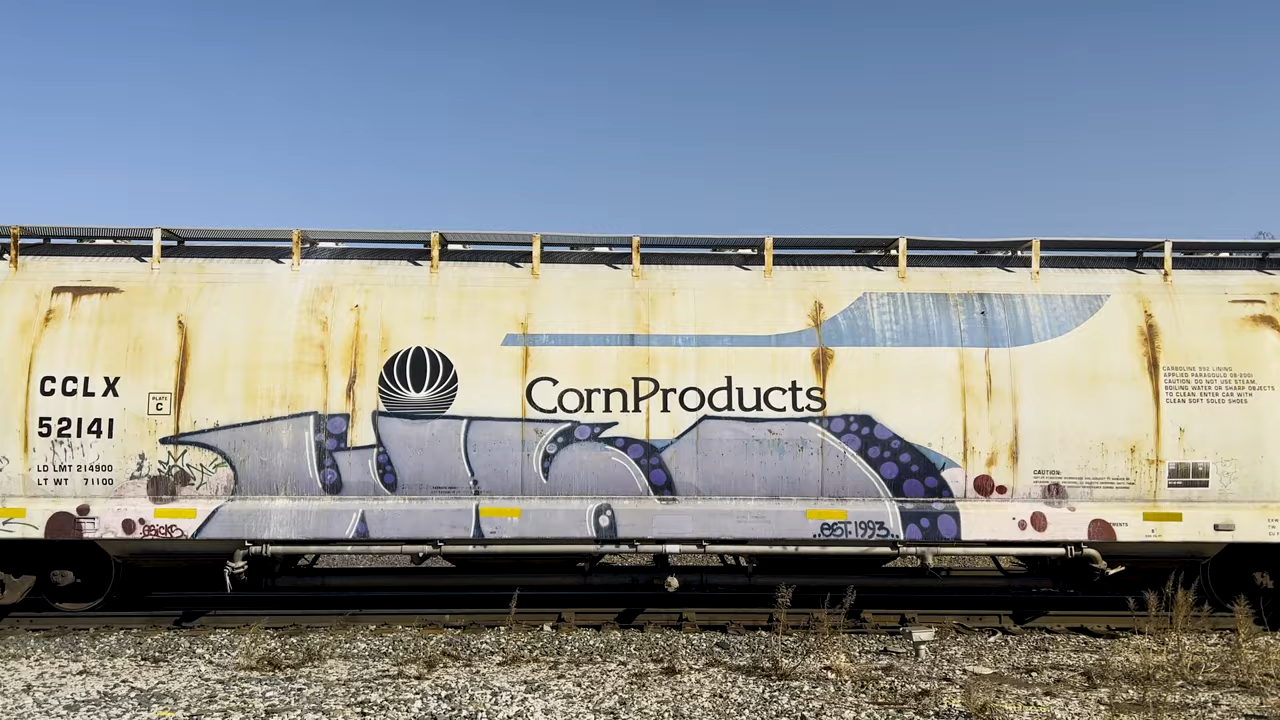 CCLX
52141
PLATE
C
LD LMT 214900
LT WT 71100
CornProducts
CARBOLINE 992 LINING
APPLIED PARAGOULD 08-2001
CAUTION: DO NOT USE STEAM,
BOILING WATER OR SHARP OBJECTS
TO CLEAN. ENTER CAR WITH
CLEAN SOFT SOLED SHOES
CAUTION:
..EST.1993..